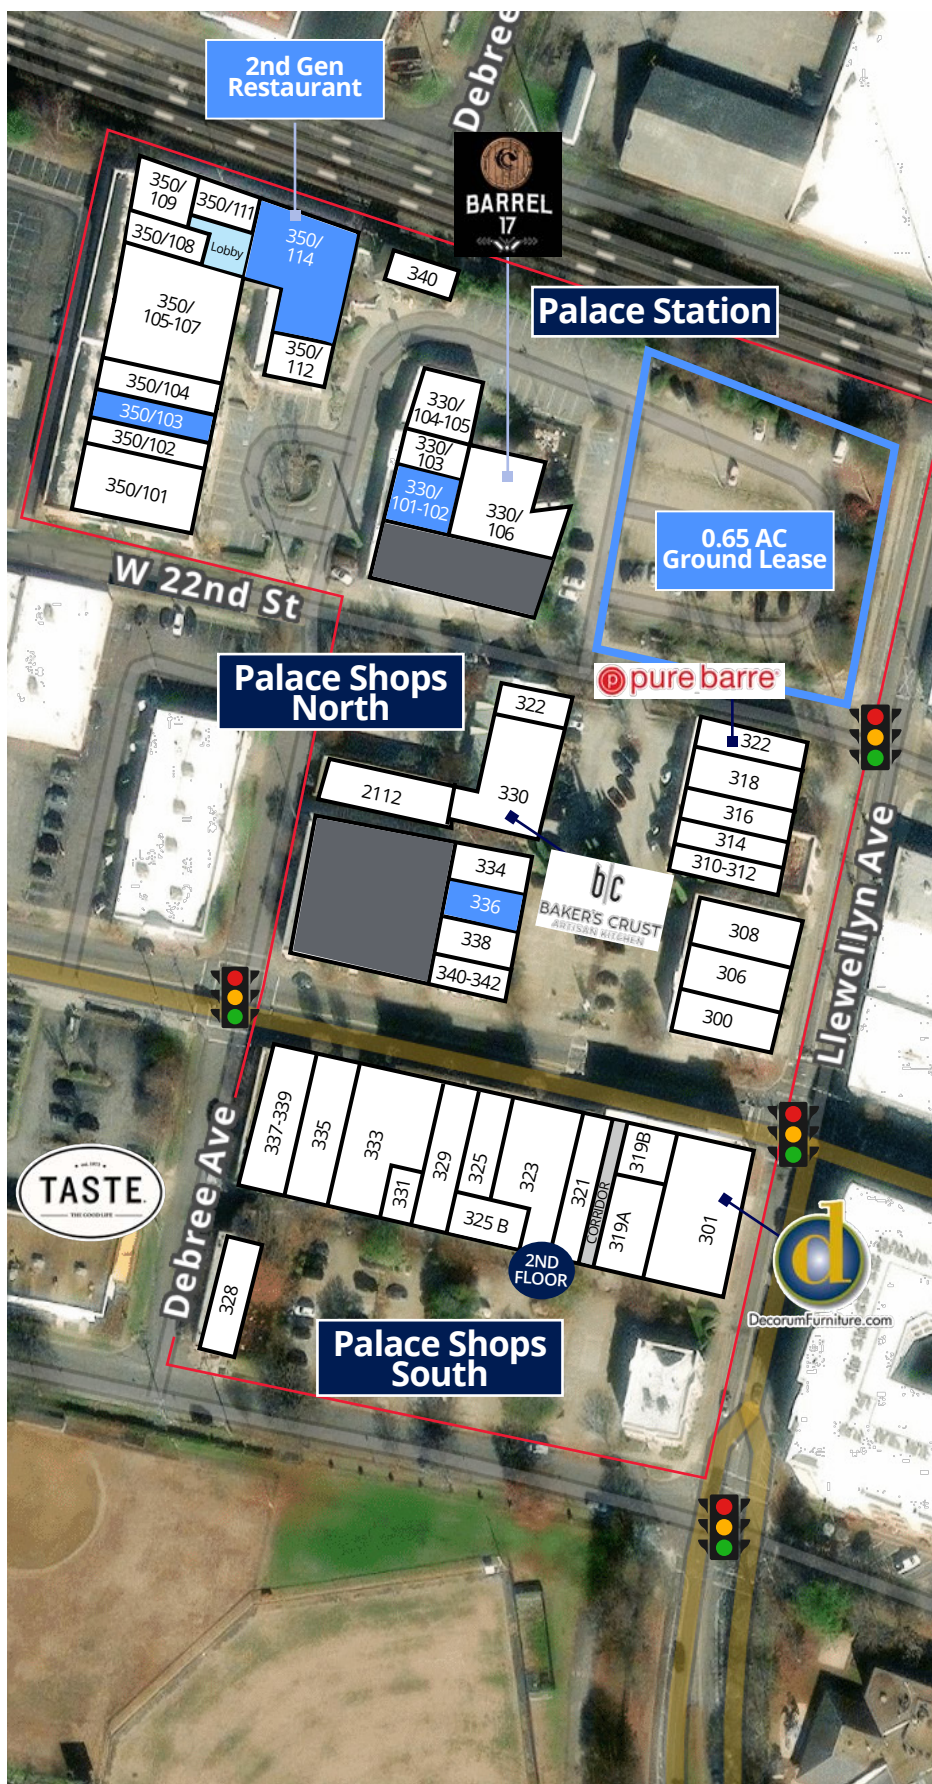 Debree
2nd Gen
Restaurant
BARREL
17
350/
109
350/111
350/108
Lobby
350/
114
340
350/
105-107
Palace Station
350/
112
350/104
350/103
350/102
350/101
330/
104-105
330/
103
330/
101-102
330/
106
0.65 AC
Ground Lease
W 22nd St
Palace Shops
North
pure barre
322
322
318
316
314
310-312
2112
330
334
336
338
340-342
b|c
BAKER'S CRUST
ARTISAN KITCHEN
308
306
300
Llewellyn Ave
337-339
335
333
331
329
325
325 B
323
321
CORRIDOR
319B
319A
301
Debree Ave
TASTE.
THE GOOD LIFE
2ND
FLOOR
d
DecorumFurniture.com
328
Palace Shops
South